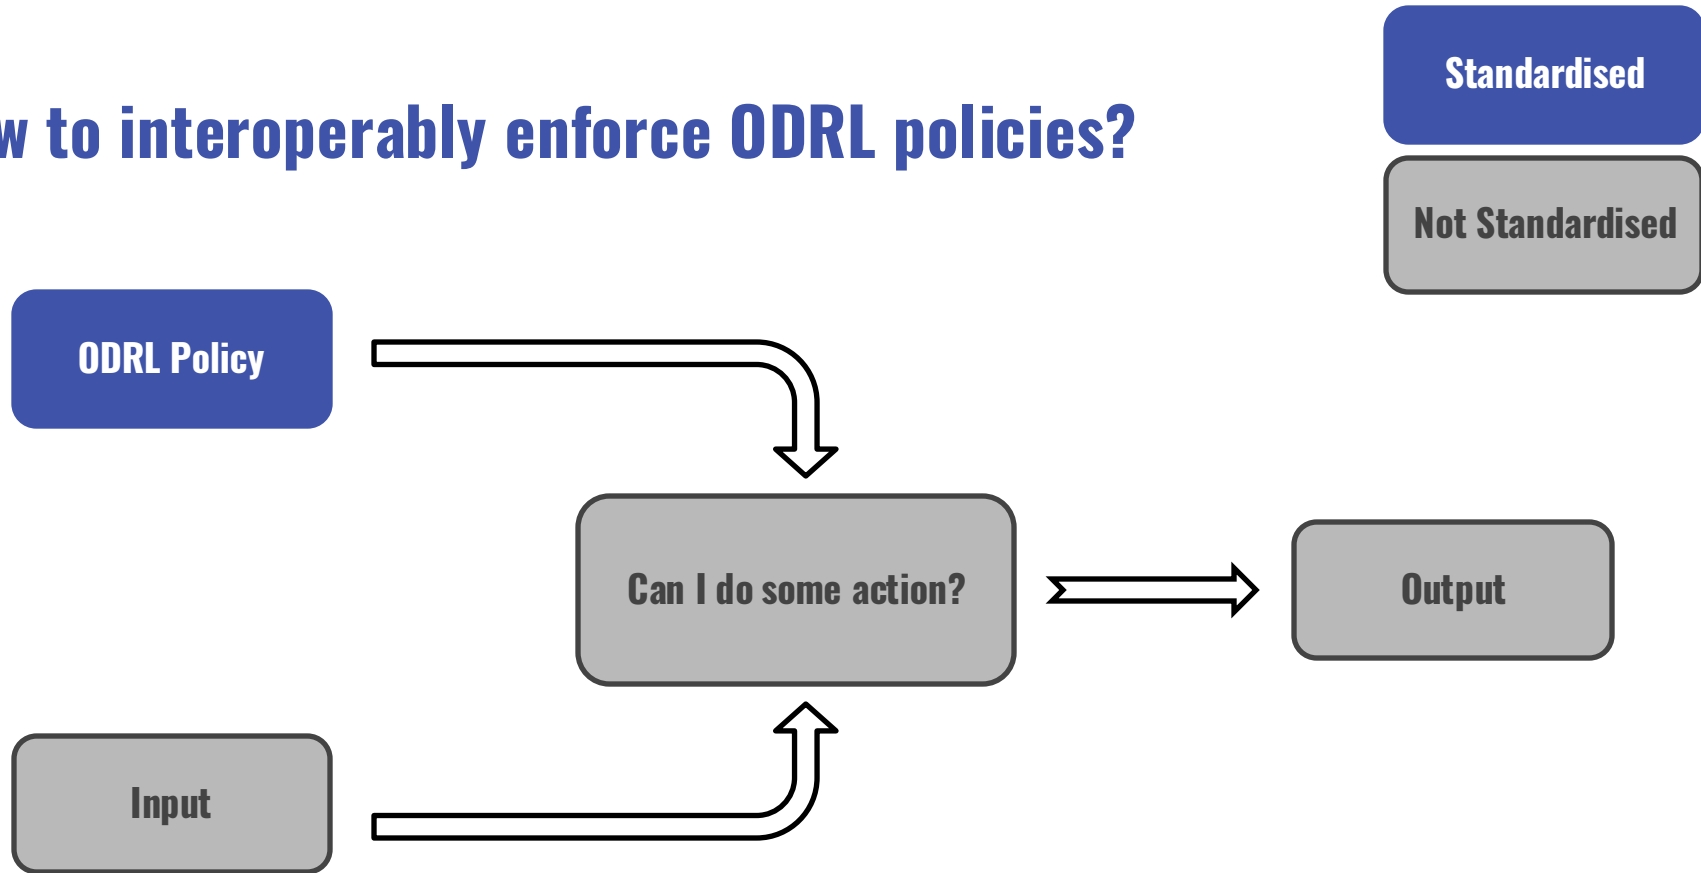 w to interoperably enforce ODRL policies?
Standardised
Not Standardised
ODRL Policy
Can I do some action?
Output
Input